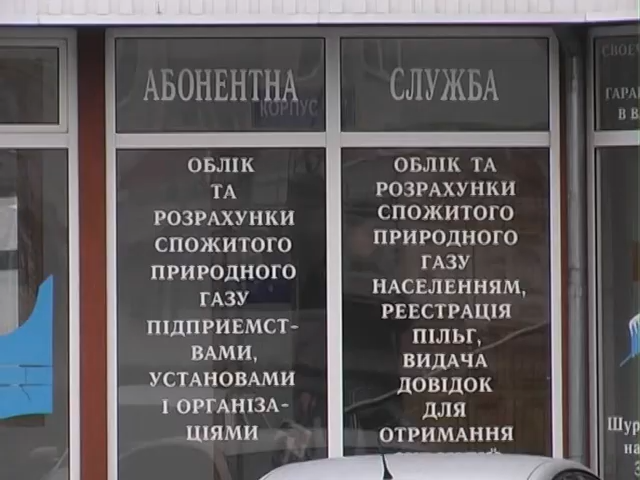 АБОНЕНТНА СЛУЖБА
КОРПУС
ОБЛІК
ТА
РОЗРАХУНКИ
СПОЖИТОГО
ПРИРОДНОГО
ГАЗУ
ПІДПРИЕМСТ-
ВАМИ,
УСТАНОВАМИ
І ОРГАНІЗА-
ЦІЯМИ
ОБЛІК ТА
РОЗРАХУНКИ
СПОЖИТОГО
ПРИРОДНОГО
ГАЗУ
НАСЕЛЕННЯМ,
РЕЕСТРАЦІЯ
ПІЛЬГ,
ВИДАЧА
ДОВІДОК
ДЛЯ
ОТРИМАННЯ